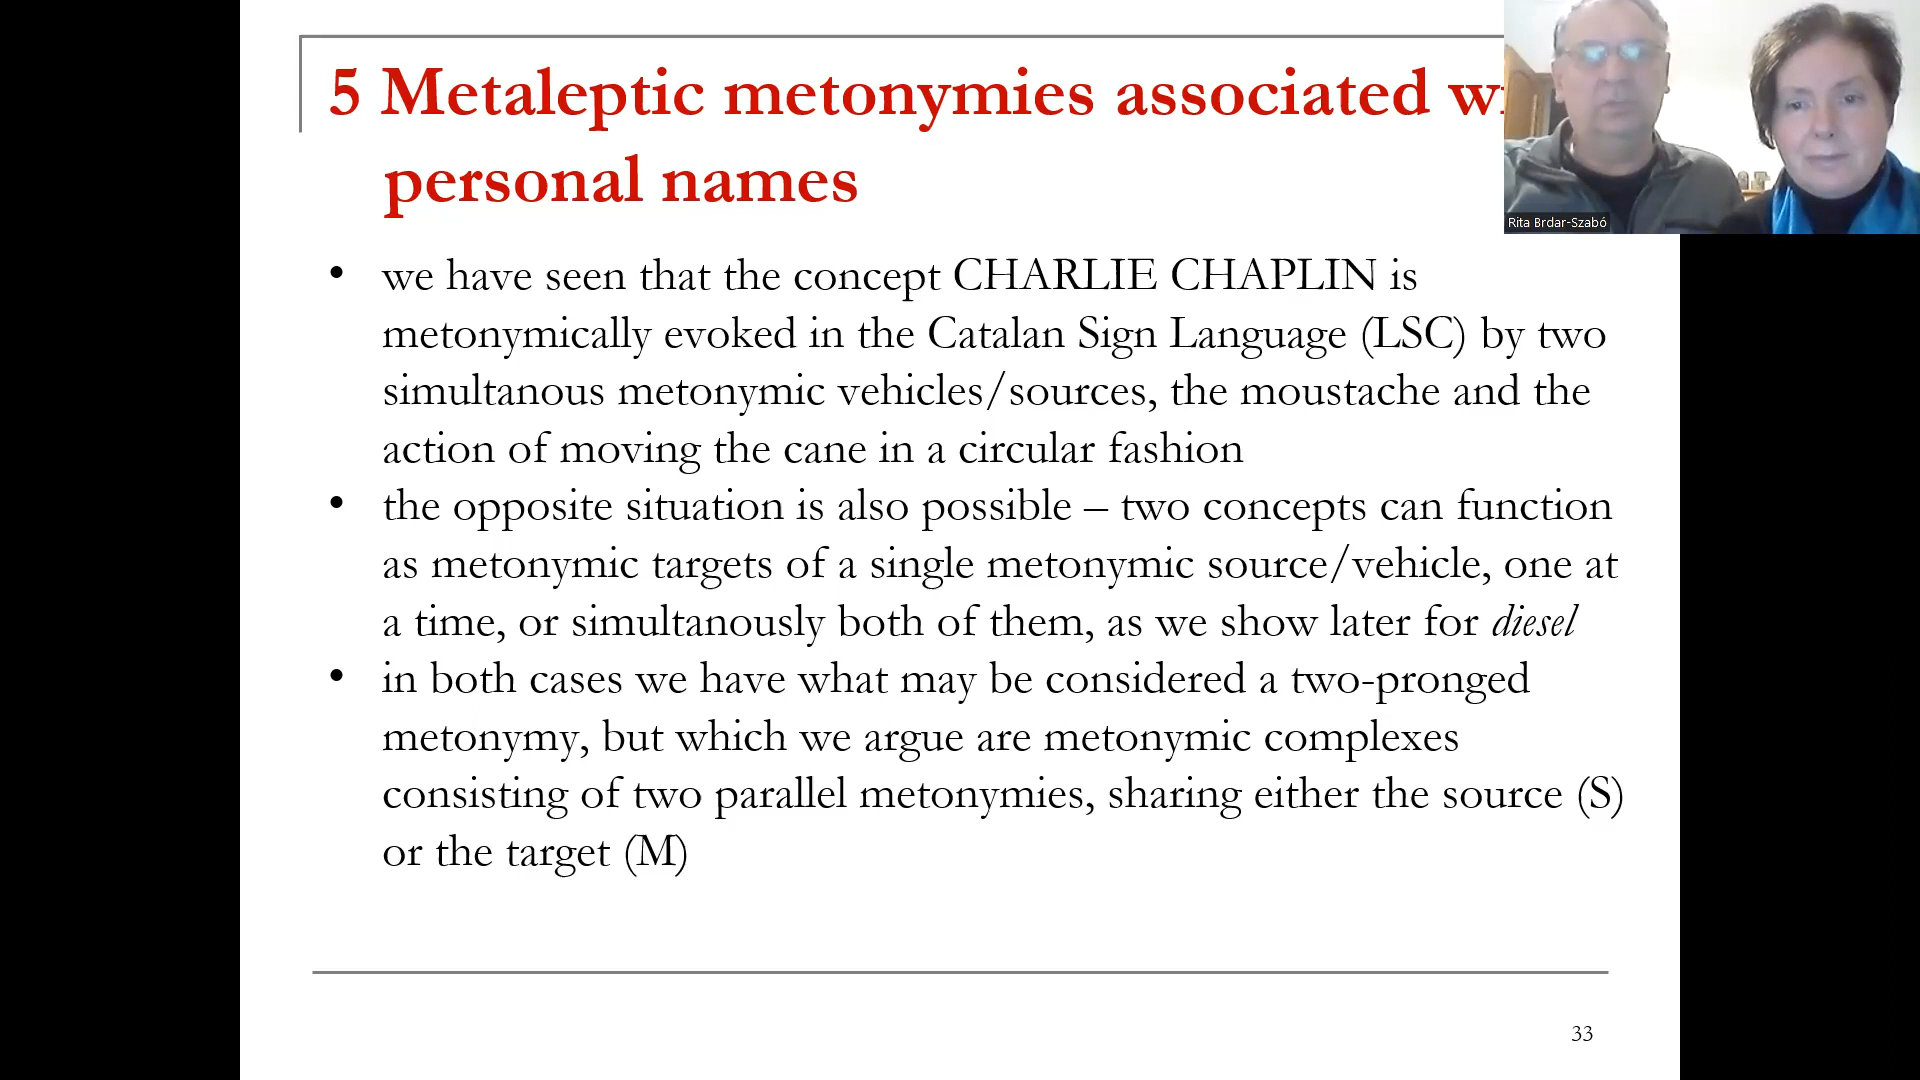 5 Metaleptic metonymies associated
personal names
• we have seen that the concept CHARLIE CHAPLIN is
metonymically evoked in the Catalan Sign Language (LSC) by two
simultanous metonymic vehicles/sources, the moustache and the
action of moving the cane in a circular fashion
• the opposite situation is also possible – two concepts can function
as metonymic targets of a single metonymic source/vehicle, one at
a time, or simultanously both of them, as we show later for diesel
• in both cases we have what may be considered a two-pronged
metonymy, but which we argue are metonymic complexes
consisting of two parallel metonymies, sharing either the source (S)
or the target (M)
33
Rita Brdar-Szabó